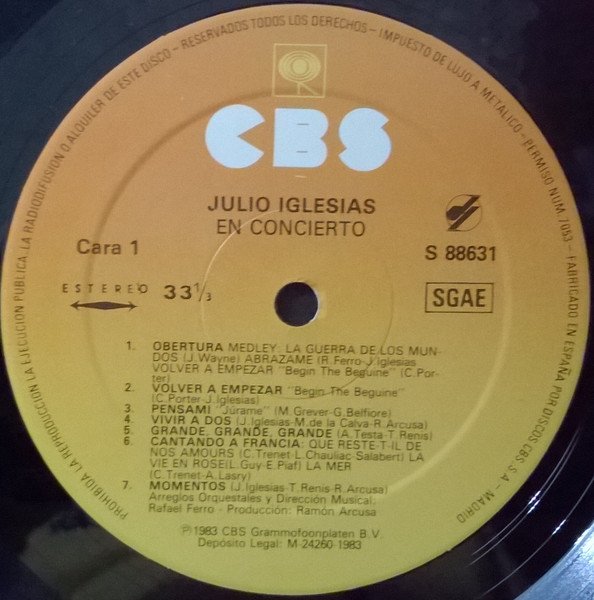 PROHIBIDA LA REPRODUCCION, LA EJECUCION PUBLICA, LA RADIODIFUSION O ALQUILER DE ESTE DISCO - RESERVADOS TODOS LOS DERECHOS - IMPUESTO DE LUJO A METALICO - PERMISO NUM. 7053 - FABRICADO EN ESPAÑA POR DISCOS CBS, S.A. - MADRID
CBS
JULIO IGLESIAS
EN CONCIERTO
Cara 1
S 88631
ESTEREO 33 1/3
SGAE
1. OBERTURA MEDLEY: LA GUERRA DE LOS MUN-
DOS (J.Wayne) ABRAZAME (R.Ferro-J.Iglesias
VOLVER A EMPEZAR "Begin The Beguine" (C.Por-
ter)
2. VOLVER A EMPEZAR "Begin The Beguine"
(C.Porter-J.Iglesias)
3. PENSAMI "Júrame" (M.Grever-G.Belfiore)
4. VIVIR A DOS (J.Iglesias-M.de la Calva-R.Arcusa)
5. GRANDE, GRANDE, GRANDE (A.Testa-T.Renis)
6. CANTANDO A FRANCIA: QUE RESTE-T-IL DE
NOS AMOURS (C.Trenet-L.Chauliac-Salabert) LA
VIE EN ROSE(L.Guy-E.Piaf) LA MER
(C.Trenet-A.Lasry)
7. MOMENTOS (J.Iglesias-T.Renis-R.Arcusa)
Arreglos Orquestales y Dirección Musical:
Rafael Ferro - Producción: Ramón Arcusa
℗ 1983 CBS Grammofoonplaten B.V.
Depósito Legal: M-24260-1983